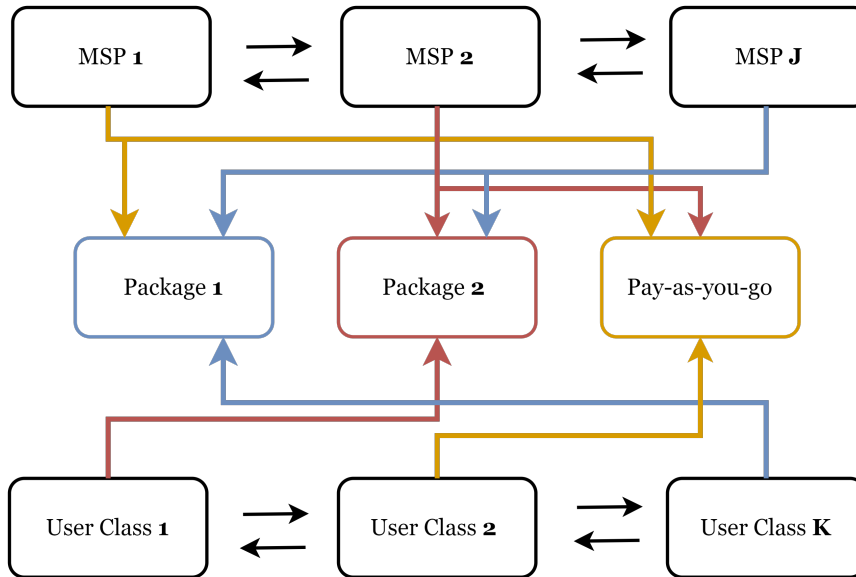 MSP 1
MSP 2
MSP J
Package 1
Package 2
Pay-as-you-go
User Class 1
User Class 2
User Class K